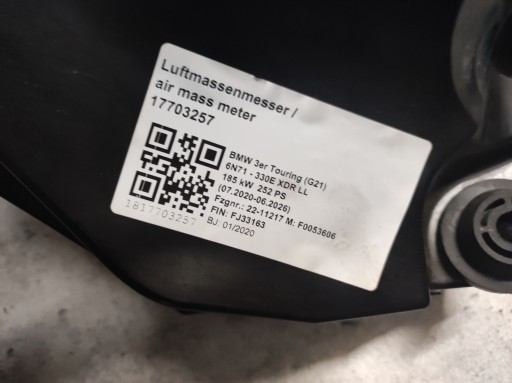 Luftmassenmesser /
air mass meter
17703257
BMW 3er Touring (G21)
6N71 - 330E XDR LL
185 kW 252 PS
(07.2020-06.2026)
Fzgnr.: 22-11217 M: F0053606
FIN: FJ33163
BJ: 01/2020
1817703257